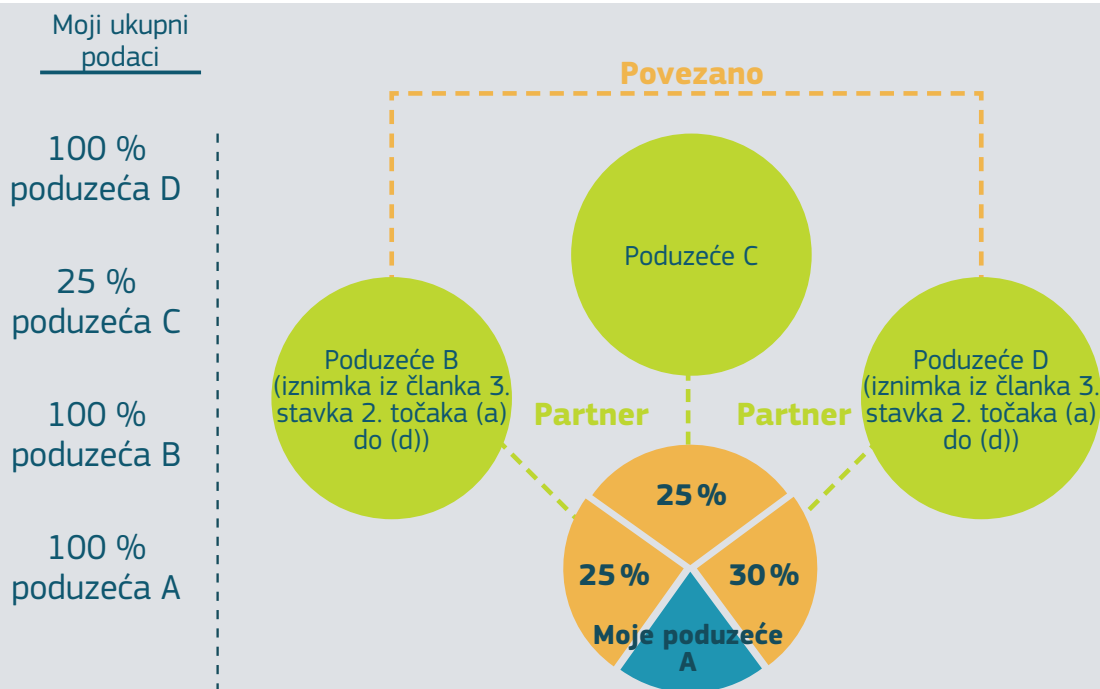 Moji ukupni
podaci
100 %
poduzeća D
25 %
poduzeća C
100 %
poduzeća B
100 %
poduzeća A
Povezano
Poduzeće C
Poduzeće B
(iznimka iz članka 3.
stavka 2. točaka (a)
do (d))
Partner
Partner
Poduzeće D
(iznimka iz članka 3.
stavka 2. točaka (a)
do (d))
25 %
25 %
30 %
Moje poduzeće
A